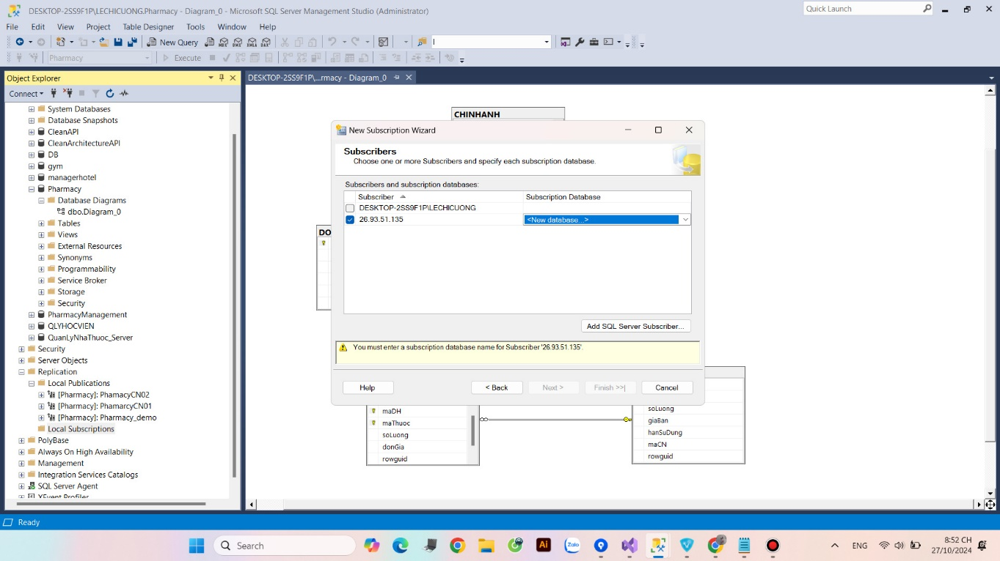 DESKTOP-2SS9F1P\LECHICUONG.Pharmacy - Diagram_0 - Microsoft SQL Server Management Studio (Administrator)
Quick Launch
File Edit View Project Table Designer Tools Window Help
New Query
Pharmacy Execute
Object Explorer
DESKTOP-2SS9F1P\...rmacy - Diagram_0
Connect
System Databases
Database Snapshots
CleanAPI
CleanArchitectureAPI
DB
gym
managerhotel
Pharmacy
Database Diagrams
dbo.Diagram_0
Tables
Views
External Resources
Synonyms
Programmability
Service Broker
Storage
Security
PharmacyManagement
QLYHOCVIEN
QuanLyNhaThuoc_Server
Security
Server Objects
Replication
Local Publications
[Pharmacy]: PhamacyCN02
[Pharmacy]: PhamarcyCN01
[Pharmacy]: Pharmacy_demo
Local Subscriptions
PolyBase
Always On High Availability
Management
Integration Services Catalogs
SQL Server Agent
XEvent Profiler
CHINHANH
DO
New Subscription Wizard
Subscribers
Choose one or more Subscribers and specify each subscription database.
Subscribers and subscription databases:
Subscriber Subscription Database
DESKTOP-2SS9F1P\LECHICUONG
26.93.51.135 <New database...>
Add SQL Server Subscriber...
You must enter a subscription database name for Subscriber '26.93.51.135'.
Help < Back Next > Finish >>| Cancel
maDH
maThuoc
soLuong
donGia
rowguid
soLuong
giaBan
hanSuDung
maCN
rowguid
Ready
Search
Ai
Zalo
ENG
8:52 CH
27/10/2024